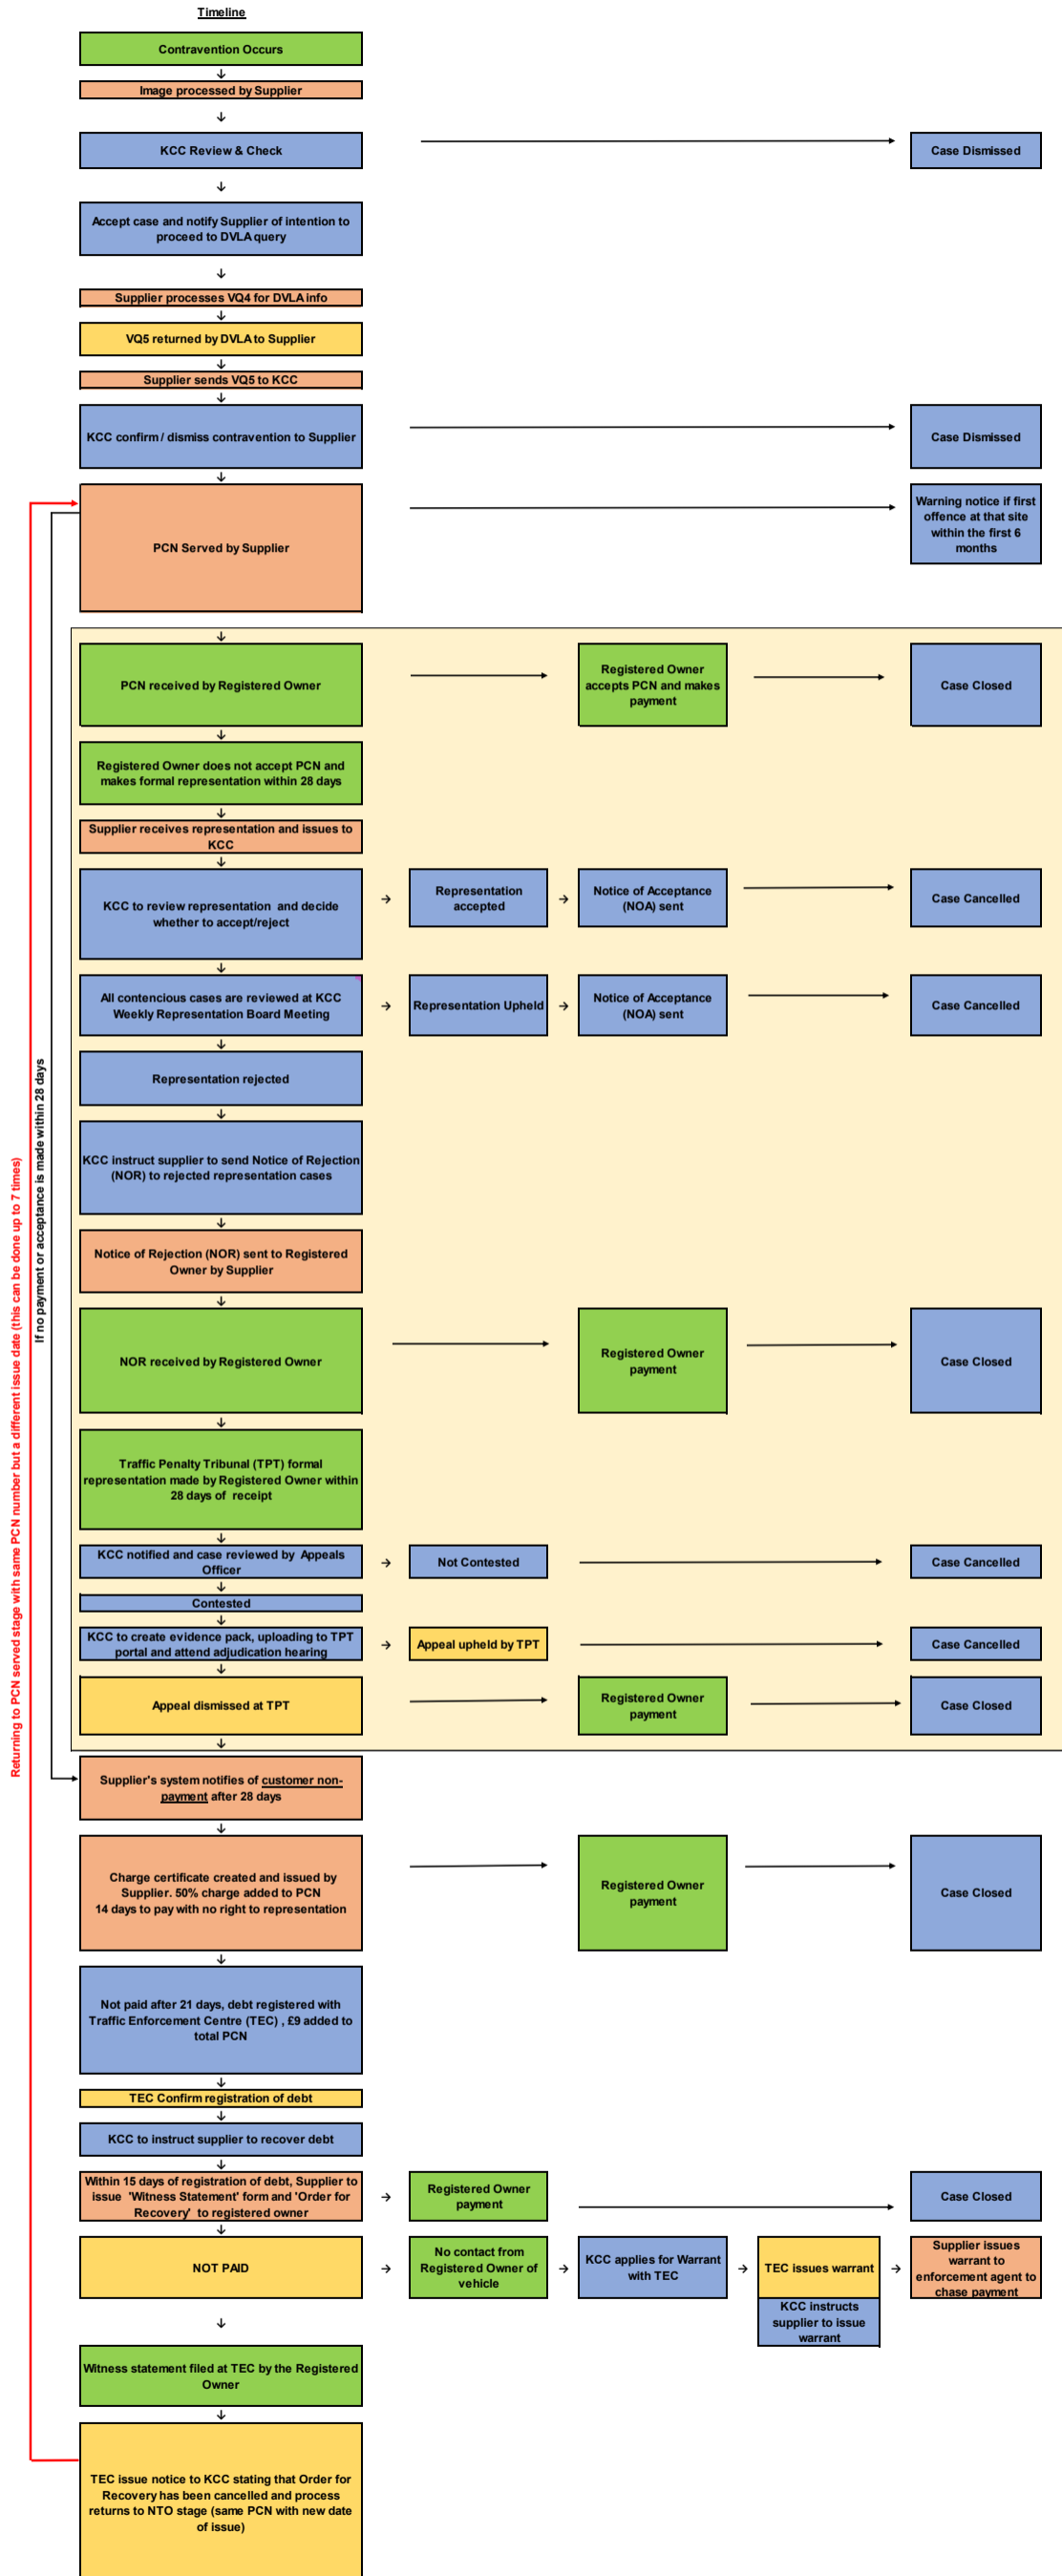 Timeline
Contravention Occurs
Image processed by Supplier
KCC Review & Check
Case Dismissed
Accept case and notify Supplier of intention to
proceed to DVLA query
Supplier processes VQ4 for DVLA info
VQ5 returned by DVLA to Supplier
Supplier sends VQ5 to KCC
KCC confirm / dismiss contravention to Supplier
Case Dismissed
PCN Served by Supplier
Warning notice if first
offence at that site
within the first 6
months
PCN received by Registered Owner
Registered Owner
accepts PCN and makes
payment
Case Closed
Registered Owner does not accept PCN and
makes formal representation within 28 days
Supplier receives representation and issues to
KCC
KCC to review representation and decide
whether to accept/reject
Representation
accepted
Notice of Acceptance
(NOA) sent
Case Cancelled
All contencious cases are reviewed at KCC
Weekly Representation Board Meeting
Representation Upheld
Notice of Acceptance
(NOA) sent
Case Cancelled
Representation rejected
KCC instruct supplier to send Notice of Rejection
(NOR) to rejected representation cases
Notice of Rejection (NOR) sent to Registered
Owner by Supplier
NOR received by Registered Owner
Registered Owner
payment
Case Closed
Traffic Penalty Tribunal (TPT) formal
representation made by Registered Owner within
28 days of receipt
KCC notified and case reviewed by Appeals
Officer
Not Contested
Case Cancelled
Contested
KCC to create evidence pack, uploading to TPT
portal and attend adjudication hearing
Appeal upheld by TPT
Case Cancelled
Appeal dismissed at TPT
Registered Owner
payment
Case Closed
Returning to PCN served stage with same PCN number but a different issue date (this can be done up to 7 times)
If no payment or acceptance is made within 28 days
Supplier's system notifies of customer non-
payment after 28 days
Charge certificate created and issued by
Supplier. 50% charge added to PCN
14 days to pay with no right to representation
Registered Owner
payment
Case Closed
Not paid after 21 days, debt registered with
Traffic Enforcement Centre (TEC) , £9 added to
total PCN
TEC Confirm registration of debt
KCC to instruct supplier to recover debt
Within 15 days of registration of debt, Supplier to
issue 'Witness Statement' form and 'Order for
Recovery' to registered owner
Registered Owner
payment
Case Closed
NOT PAID
No contact from
Registered Owner of
vehicle
KCC applies for Warrant
with TEC
TEC issues warrant
KCC instructs
supplier to issue
warrant
Supplier issues
warrant to
enforcement agent to
chase payment
Witness statement filed at TEC by the Registered
Owner
TEC issue notice to KCC stating that Order for
Recovery has been cancelled and process
returns to NTO stage (same PCN with new date
of issue)